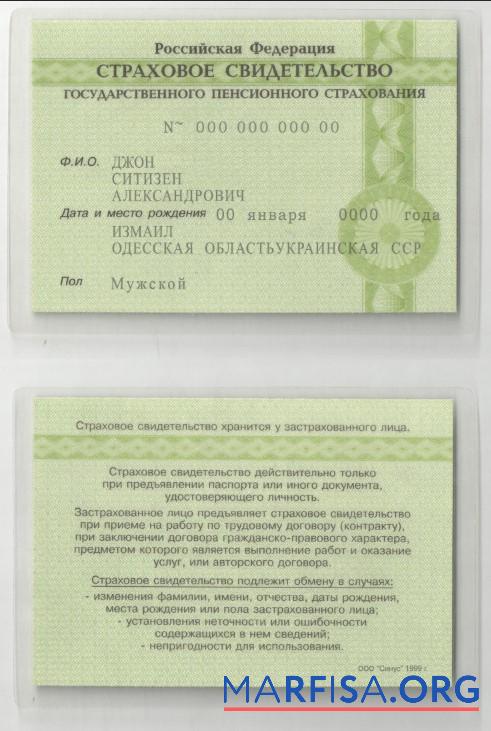 Российская Федерация
СТРАХОВОЕ СВИДЕТЕЛЬСТВО
ГОСУДАРСТВЕННОГО ПЕНСИОННОГО СТРАХОВАНИЯ
N~ 000 000 000 00
Ф.И.О. ДЖОН
СИТИЗЕН
АЛЕКСАНДРОВИЧ
Дата и место рождения 00 января 0000 года
ИЗМАИЛ
ОДЕССКАЯ ОБЛАСТЬУКРАИНСКАЯ ССР
Пол Мужской
Страховое свидетельство хранится у застрахованного лица.
Страховое свидетельство действительно только
при предъявлении паспорта или иного документа,
удостоверяющего личность.
Застрахованное лицо предъявляет страховое свидетельство
при приеме на работу по трудовому договору (контракту),
при заключении договора гражданско-правового характера,
предметом которого является выполнение работ и оказание
услуг, или авторского договора.
Страховое свидетельство подлежит обмену в случаях:
- изменения фамилии, имени, отчества, даты рождения,
места рождения или пола застрахованного лица;
- установления неточности или ошибочности
содержащихся в нем сведений;
- непригодности для использования.
ООО "Синус" 1999 г.
MARFISA.ORG